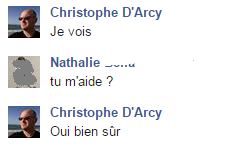 Christophe D'Arcy
Je vois
Nathalie
tu m'aide ?
Christophe D'Arcy
Oui bien sûr